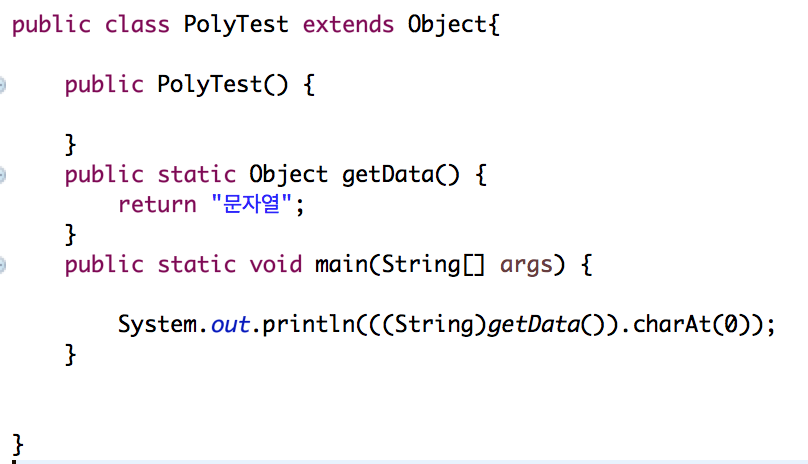 public class PolyTest extends Object{
public PolyTest() {
}
public static Object getData() {
return "문자열";
}
public static void main(String[] args) {
System.out.println(((String)getData()).charAt(0));
}
}